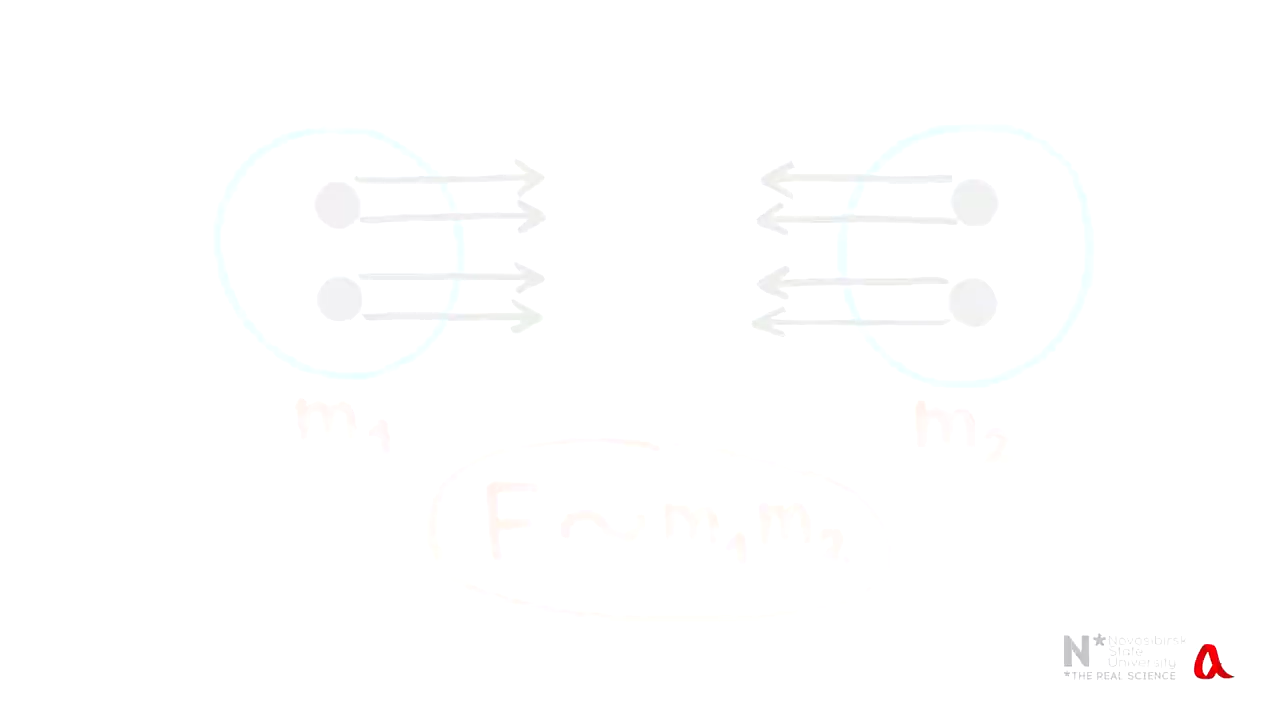 m₁
m₂
F ~ m₁m₂
N* Novosibirsk
State
University
*THE REAL SCIENCE
a